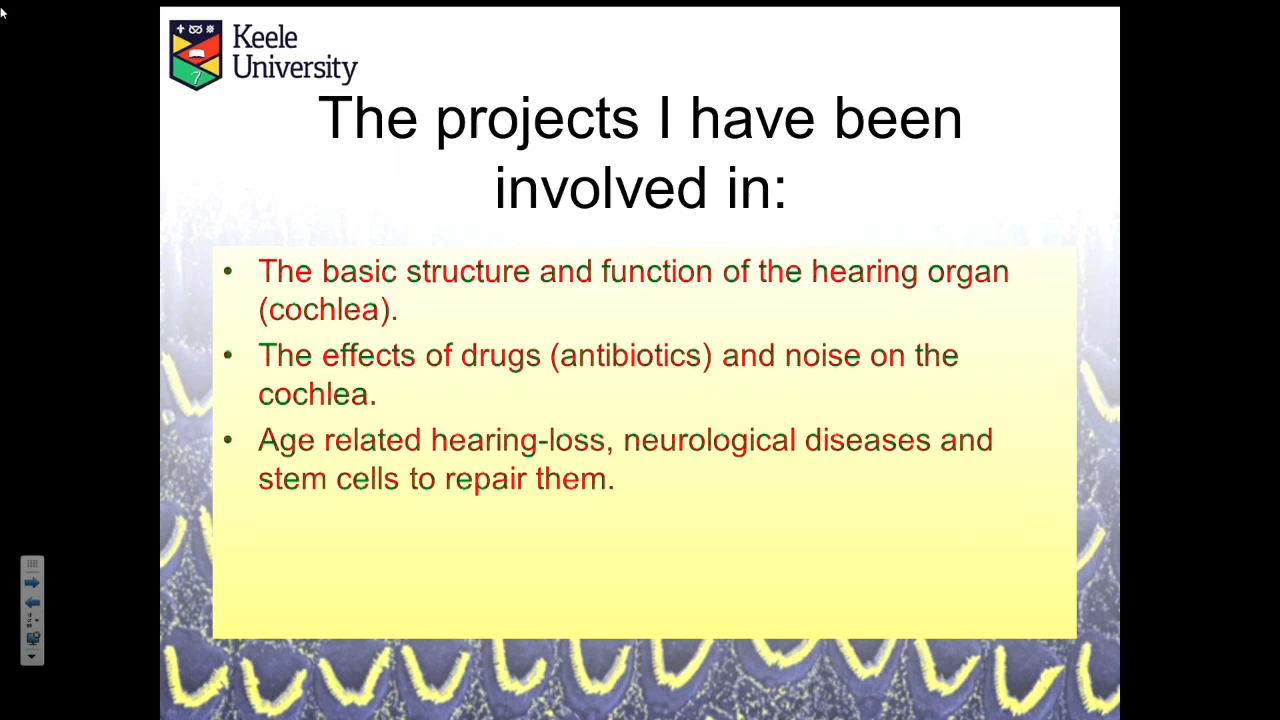 Keele
University
The projects I have been
involved in:
• The basic structure and function of the hearing organ
(cochlea).
• The effects of drugs (antibiotics) and noise on the
cochlea.
• Age related hearing-loss, neurological diseases and
stem cells to repair them.